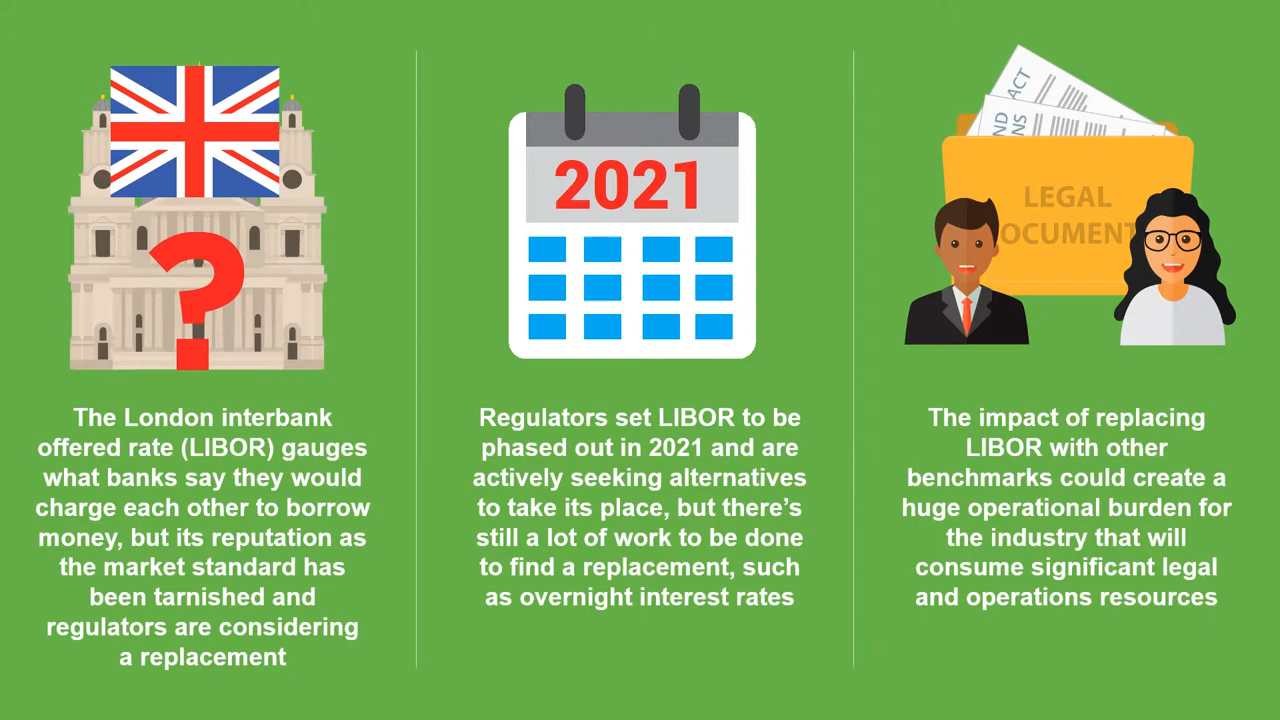 The London interbank
offered rate (LIBOR) gauges
what banks say they would
charge each other to borrow
money, but its reputation as
the market standard has
been tarnished and
regulators are considering
a replacement
?
2021
Regulators set LIBOR to be
phased out in 2021 and are
actively seeking alternatives
to take its place, but there’s
still a lot of work to be done
to find a replacement, such
as overnight interest rates
ACT
ND
NS
LEGAL
OCUMENT
The impact of replacing
LIBOR with other
benchmarks could create a
huge operational burden for
the industry that will
consume significant legal
and operations resources